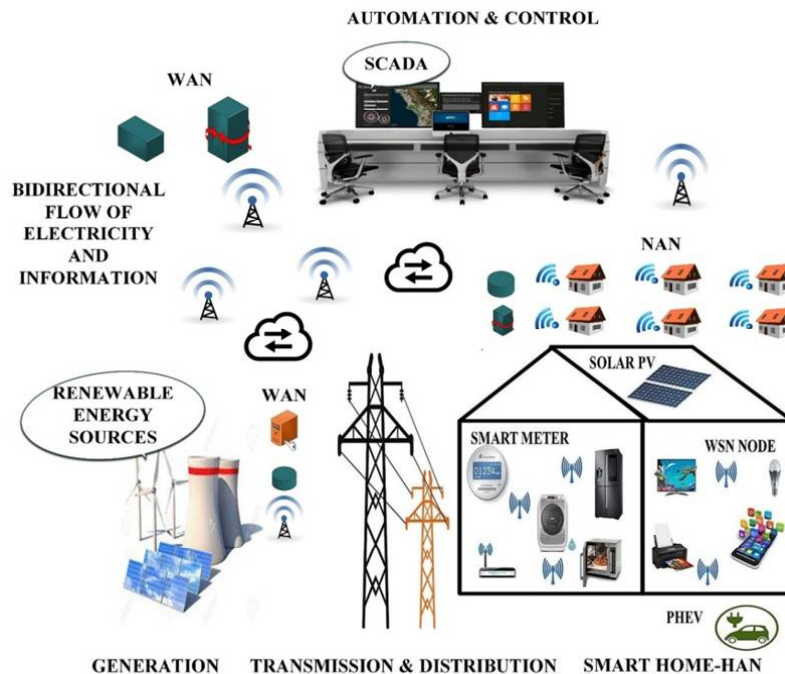 AUTOMATION & CONTROL
SCADA
WAN
BIDIRECTIONAL
FLOW OF
ELECTRICITY
AND
INFORMATION
NAN
RENEWABLE
ENERGY
SOURCES
WAN
SOLAR PV
SMART METER
WSN NODE
PHEV
GENERATION
TRANSMISSION & DISTRIBUTION
SMART HOME-HAN